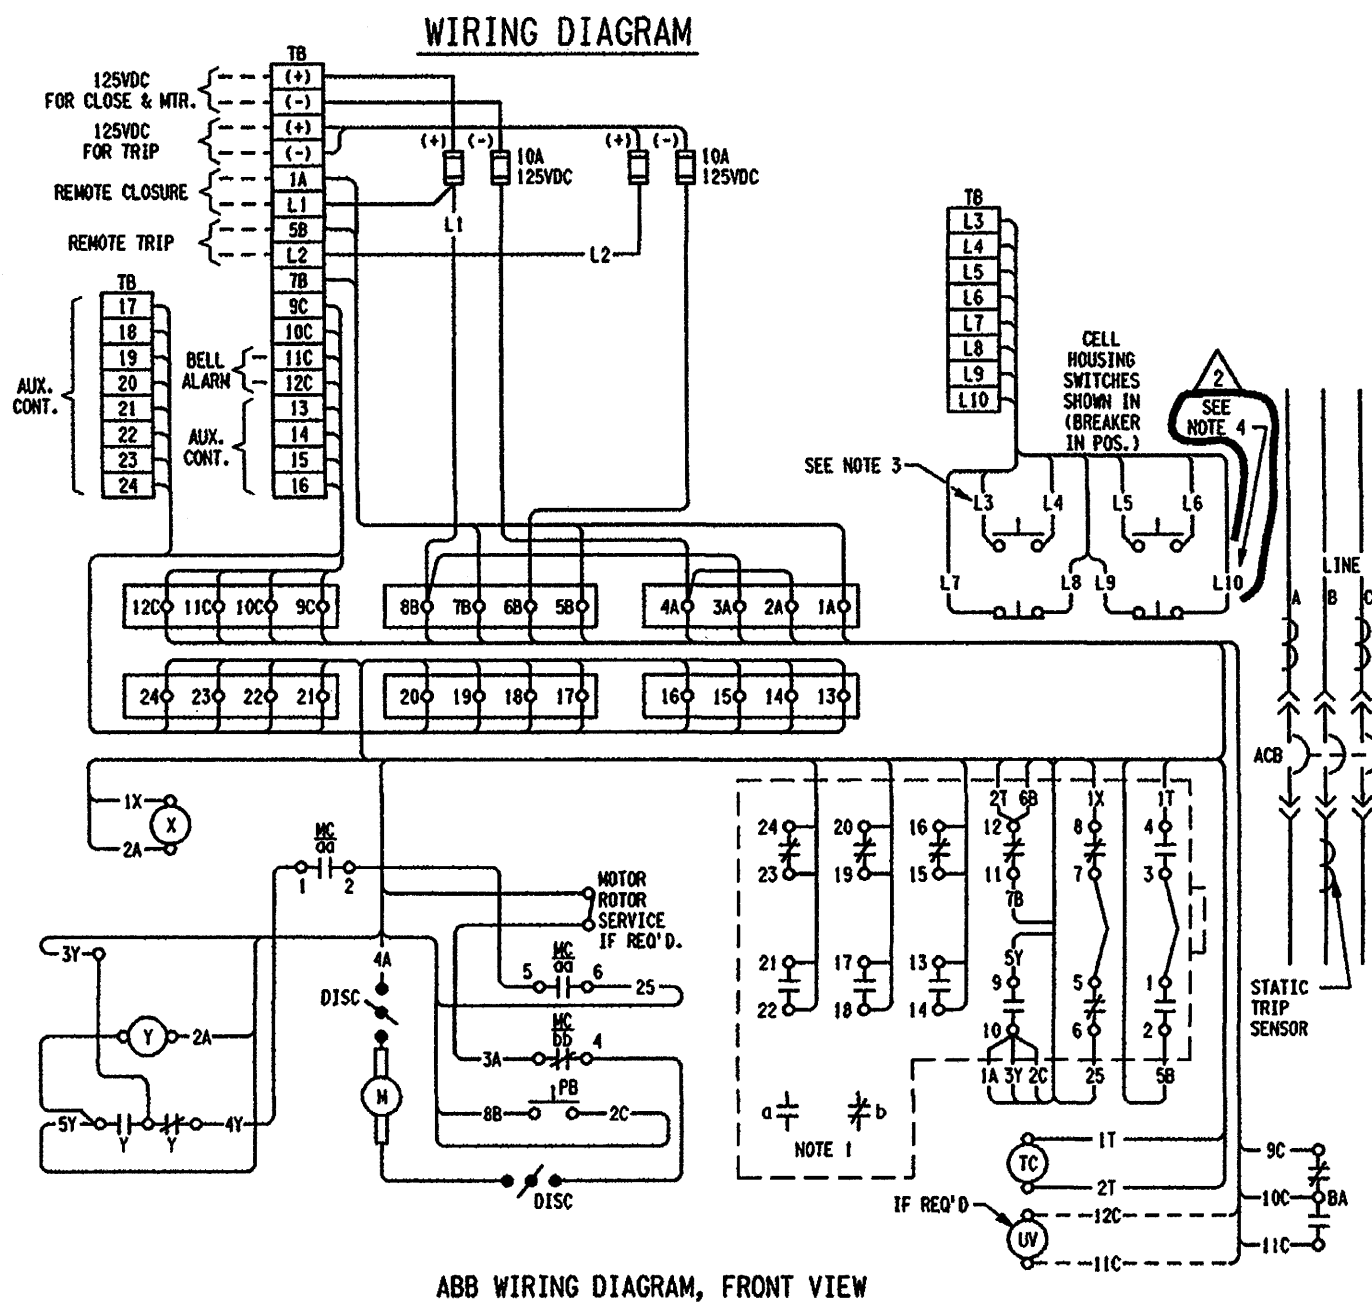 WIRING DIAGRAM
TB
125VDC
FOR CLOSE & MTR.
(+)
(-)
125VDC
FOR TRIP
(+)
(-)
REMOTE CLOSURE
1A
L1
REMOTE TRIP
5B
L2
7B
9C
10C
BELL
ALARM
11C
12C
AUX.
CONT.
13
14
15
16
TB
AUX.
CONT.
17
18
19
20
21
22
23
24
(+) (-)
10A
125VDC
(+) (-)
10A
125VDC
L1
L2
TB
L3
L4
L5
L6
L7
L8
L9
L10
CELL
HOUSING
SWITCHES
SHOWN IN
(BREAKER
IN POS.)
2
SEE
NOTE 4
SEE NOTE 3
L3 L4 L5 L6
L7 L8 L9 L10
LINE
A B C
12C 11C 10C 9C
8B 7B 6B 5B
4A 3A 2A 1A
24 23 22 21
20 19 18 17
16 15 14 13
ACB
1X
X
2A
MC
aa
1 2
MOTOR
ROTOR
SERVICE
IF REQ'D.
3Y
4A
DISC
MC
aa
5 6 25
Y 2A
MC
bb
3A 4
M
PB
8B 2C
5Y Y Y 4Y
DISC
2T 6B 1X 1T
24 20 16 12 8 4
23 19 15 11 7 3
7B
5Y
21 17 13 9 5 1
22 18 14 10 6 2
1A 3Y 2C 25 5B
a b
NOTE 1
STATIC
TRIP
SENSOR
TC 1T
2T
IF REQ'D
12C
UV
11C
9C
10C BA
11C
ABB WIRING DIAGRAM, FRONT VIEW